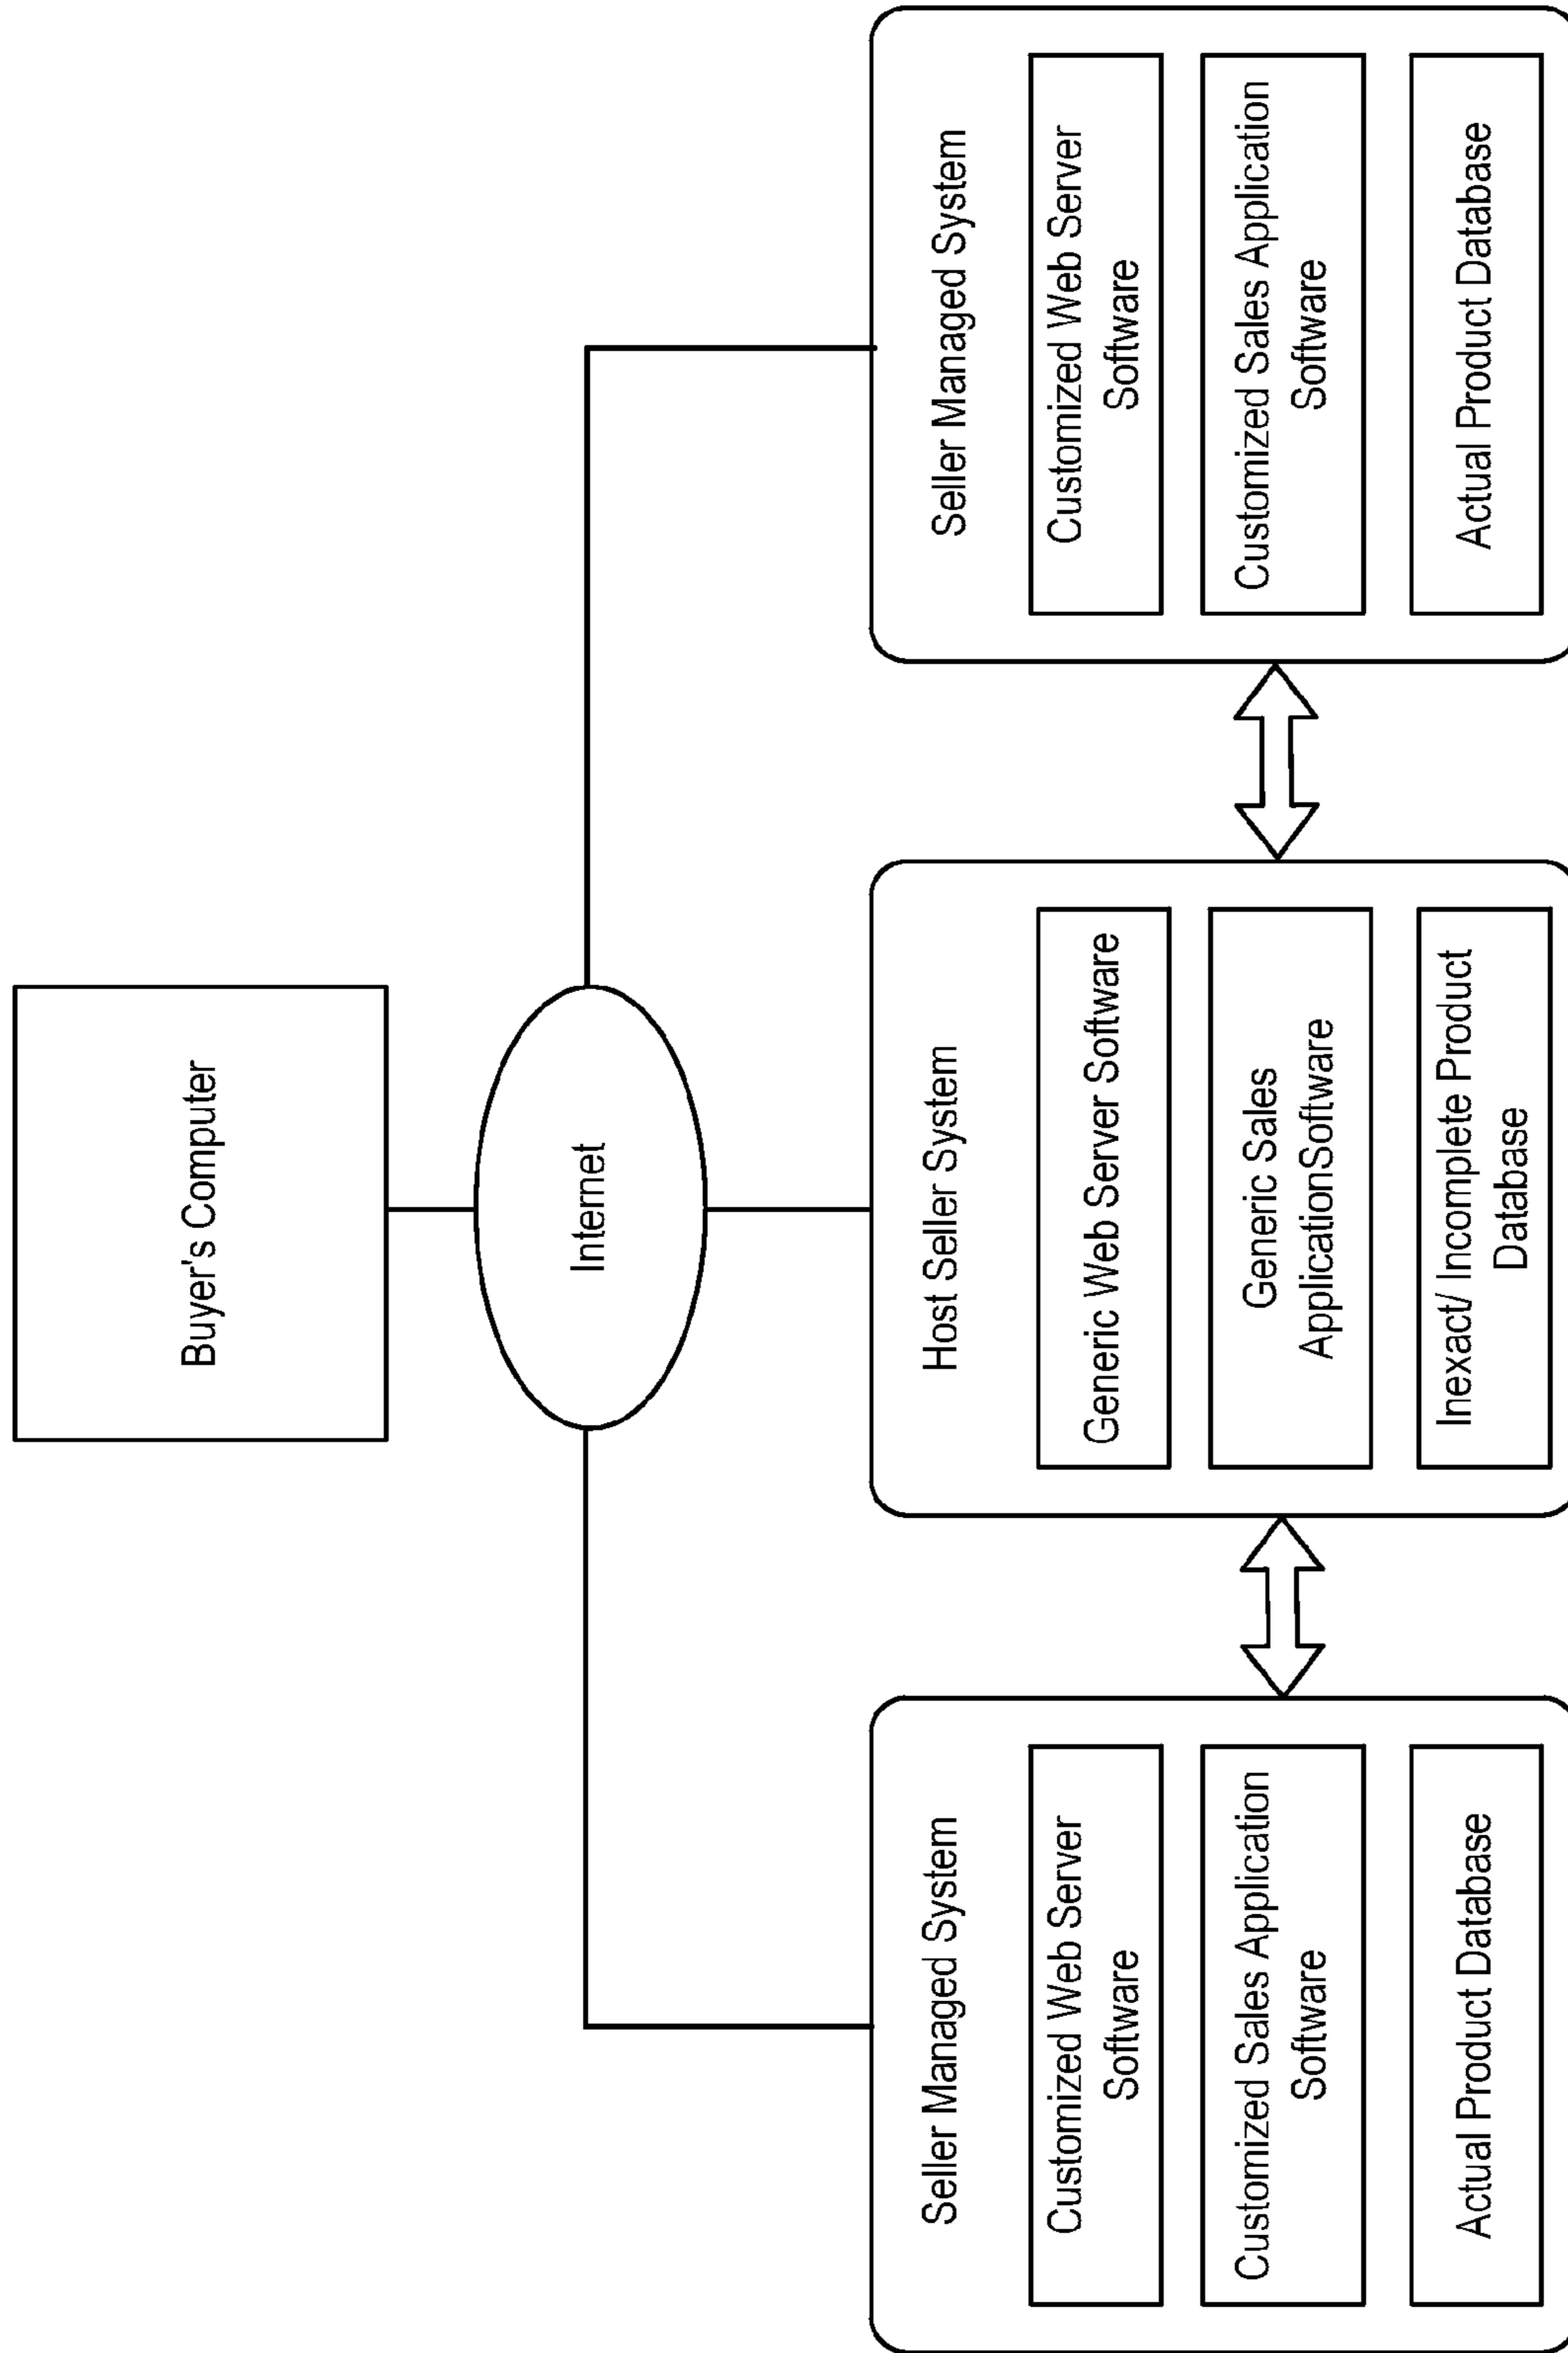 Buyer's Computer
Internet
Seller Managed System
Customized Web Server
Software
Customized Sales Application
Software
Actual Product Database
Host Seller System
Generic Web Server Software
Generic Sales
ApplicationSoftware
Inexact/ Incomplete Product
Database
Seller Managed System
Customized Web Server
Software
Customized Sales Application
Software
Actual Product Database